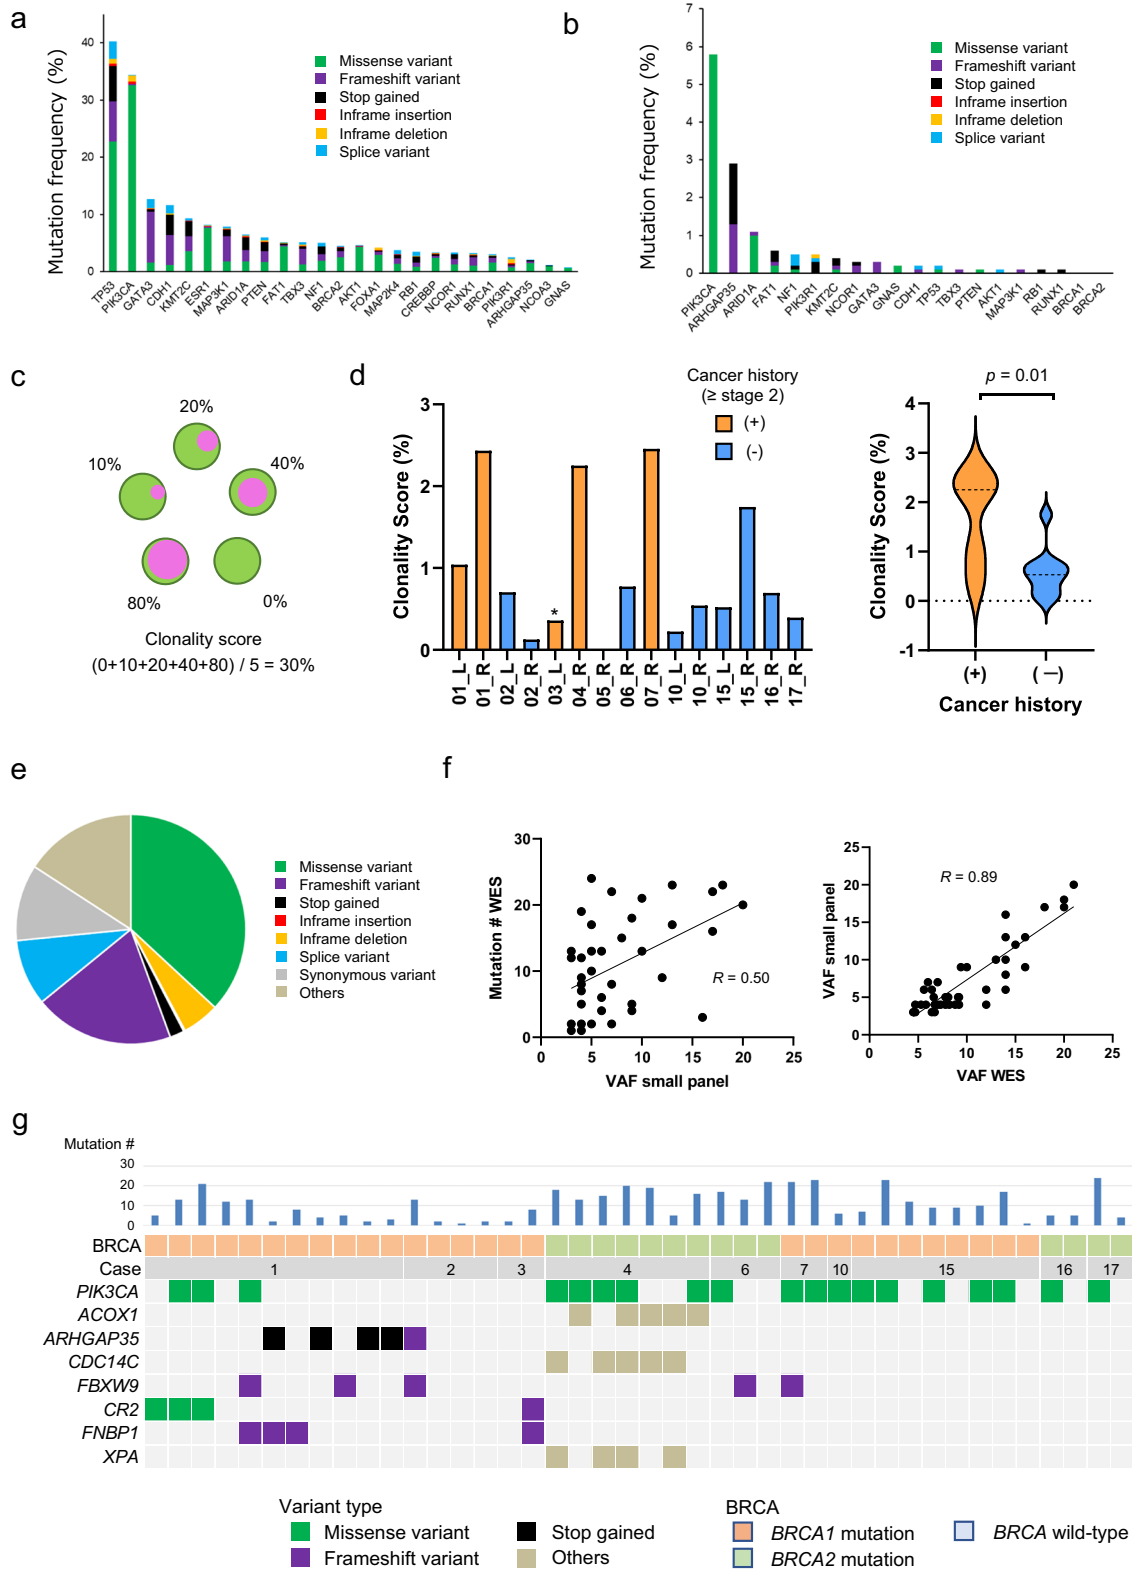 a
Mutation frequency (%)
40
30
20
10
0
Missense variant
Frameshift variant
Stop gained
Inframe insertion
Inframe deletion
Splice variant
TP53
PIK3CA
GATA3
CDH1
KMT2C
ESR1
MAP3K1
ARID1A
PTEN
FAT1
TBX3
NF1
BRCA2
AKT1
FOXA1
MAP2K4
RB1
CREBBP
NCOR1
RUNX1
BRCA1
PIK3R1
ARHGAP35
NCOA3
GNAS
b
Mutation frequency (%)
7
6
5
4
3
2
1
0
Missense variant
Frameshift variant
Stop gained
Inframe insertion
Inframe deletion
Splice variant
PIK3CA
ARHGAP35
ARID1A
FAT1
NF1
PIK3R1
KMT2C
NCOR1
GATA3
GNAS
CDH1
TP53
TBX3
PTEN
AKT1
MAP3K1
RB1
RUNX1
BRCA1
BRCA2
c
20%
10%
40%
80%
0%
Clonality score
(0+10+20+40+80) / 5 = 30%
d
Clonality Score (%)
3
2
1
0
*
01_L
01_R
02_L
02_R
03_L
04_R
05_R
06_R
07_R
10_L
10_R
15_L
15_R
16_R
17_R
Cancer history
(≥ stage 2)
(+)
(-)
p = 0.01
Clonality Score (%)
4
3
2
1
0
-1
(+)
(—)
Cancer history
e
Missense variant
Frameshift variant
Stop gained
Inframe insertion
Inframe deletion
Splice variant
Synonymous variant
Others
f
Mutation # WES
30
20
10
0
R = 0.50
0 5 10 15 20 25
VAF small panel
VAF small panel
25
20
15
10
5
0
R = 0.89
0 5 10 15 20 25
VAF WES
g
Mutation #
30
20
10
0
BRCA
Case 1 2 3 4 6 7 10 15 16 17
PIK3CA
ACOX1
ARHGAP35
CDC14C
FBXW9
CR2
FNBP1
XPA
Variant type
Missense variant
Frameshift variant
Stop gained
Others
BRCA
BRCA1 mutation
BRCA2 mutation
BRCA wild-type